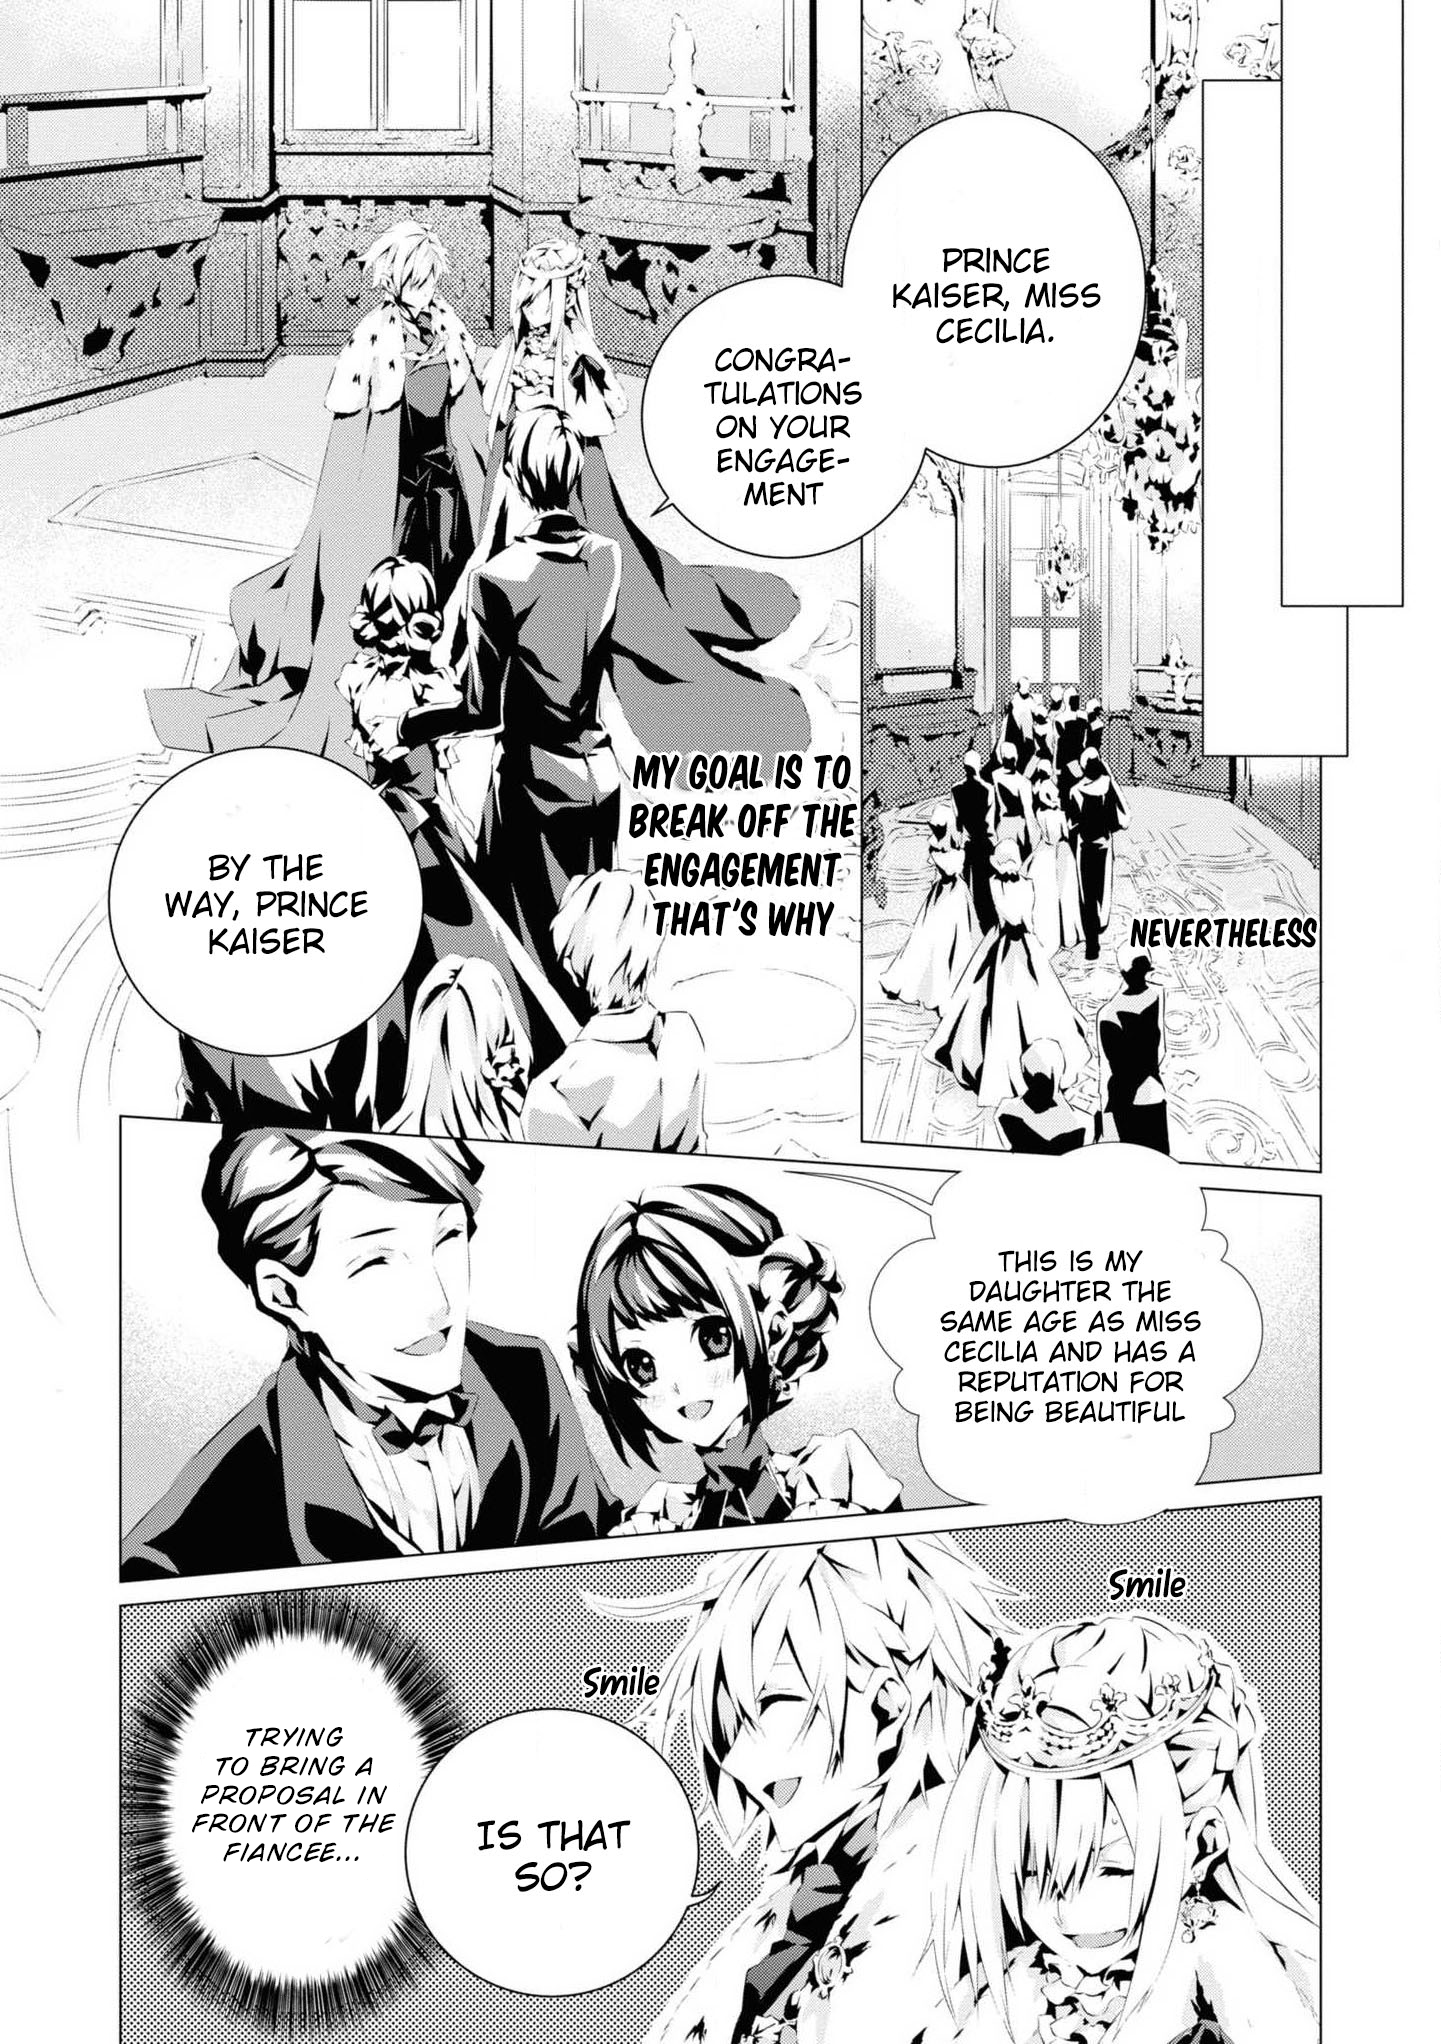 PRINCE
KAISER, MISS
CECILIA.
CONGRA-
TULATIONS
ON YOUR
ENGAGE-
MENT
NEVERTHELESS
MY GOAL IS TO
BREAK OFF THE
ENGAGEMENT
THAT'S WHY
BY THE
WAY, PRINCE
KAISER
THIS IS MY
DAUGHTER THE
SAME AGE AS MISS
CECILIA AND HAS A
REPUTATION FOR
BEING BEAUTIFUL
Smile
Smile
IS THAT
SO?
TRYING
TO BRING A
PROPOSAL IN
FRONT OF THE
FIANCEE...